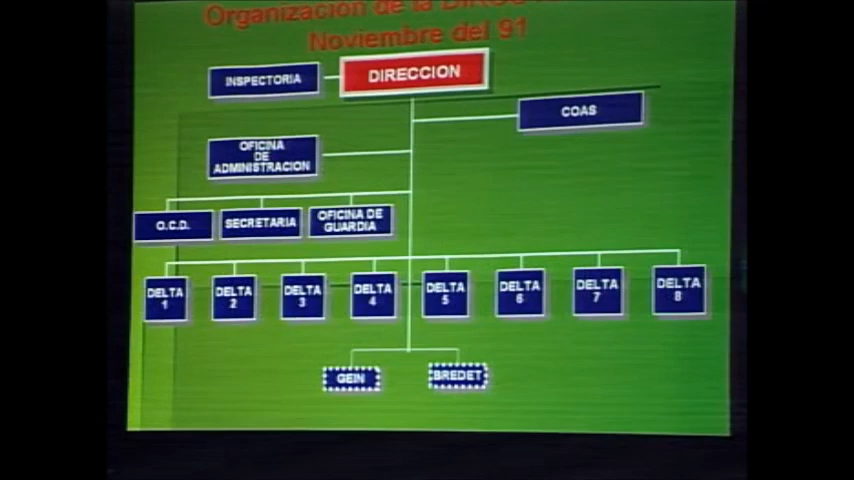 Organización de la
Noviembre del 91
DIRECCION
INSPECTORIA
COAS
OFICINA
DE
ADMINISTRACION
O.C.D.
SECRETARIA
OFICINA DE
GUARDIA
DELTA
1
DELTA
2
DELTA
3
DELTA
4
DELTA
5
DELTA
6
DELTA
7
DELTA
8
GEIN
BREDET